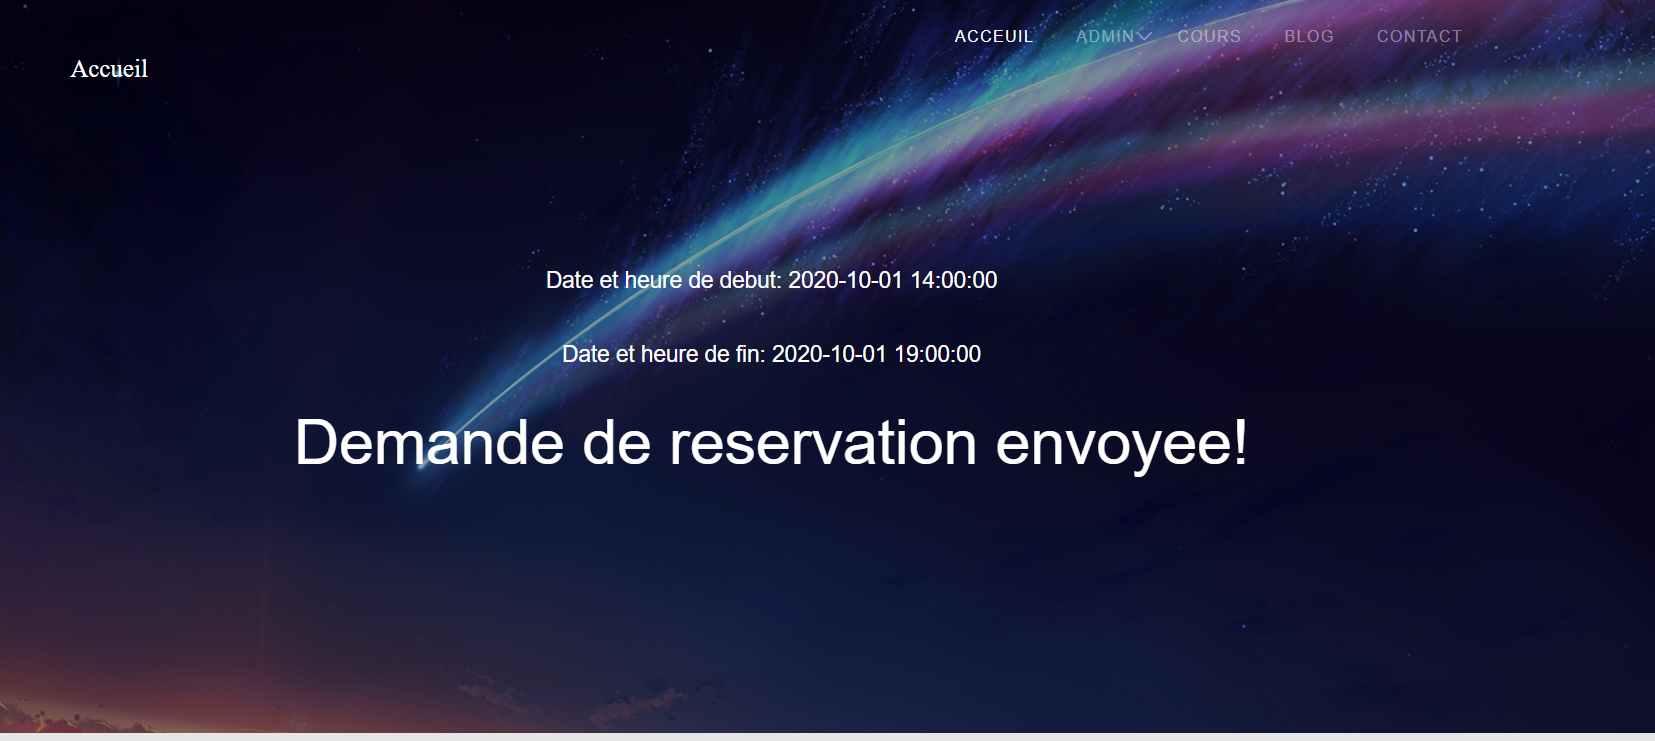 ACCEUIL ADMIN COURS BLOG CONTACT
Accueil
Date et heure de debut: 2020-10-01 14:00:00
Date et heure de fin: 2020-10-01 19:00:00
Demande de reservation envoyee!